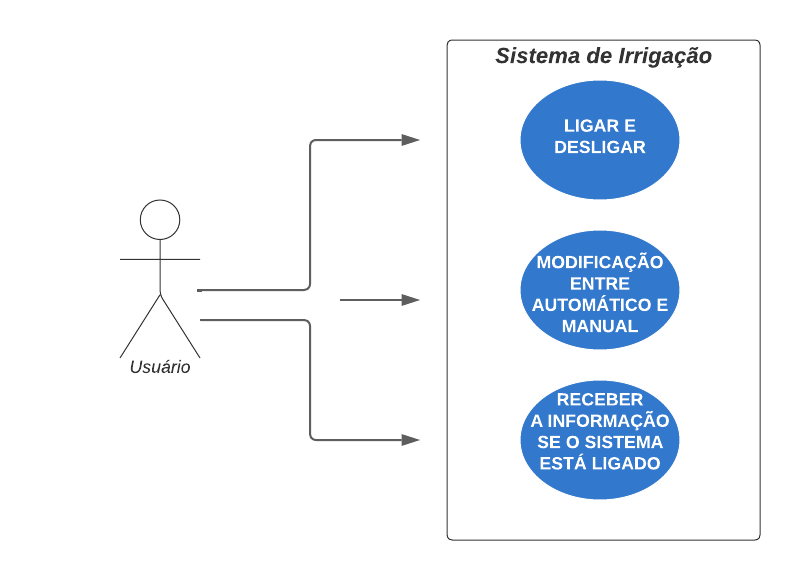 Sistema de Irrigação
LIGAR E
DESLIGAR
MODIFICAÇÃO
ENTRE
AUTOMÁTICO E
MANUAL
RECEBER
A INFORMAÇÃO
SE O SISTEMA
ESTÁ LIGADO
Usuário